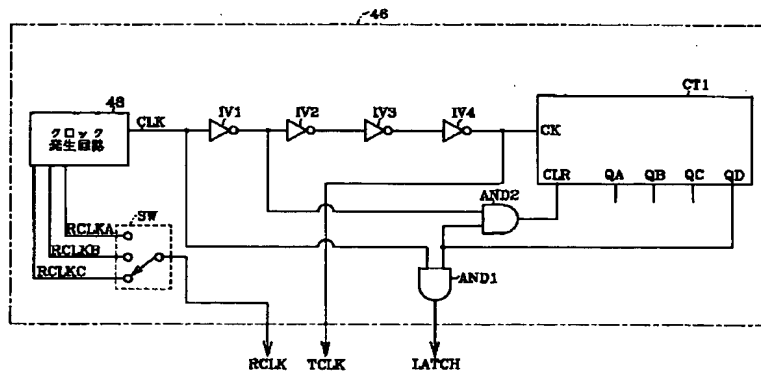 46
48
クロック
発生回路
CLK
IV1
IV2
IV3
IV4
CT1
CK
CLR
QA
QB
QC
QD
AND2
RCLKA
SW
RCLKB
RCLKC
AND1
RCLK
TCLK
LATCH